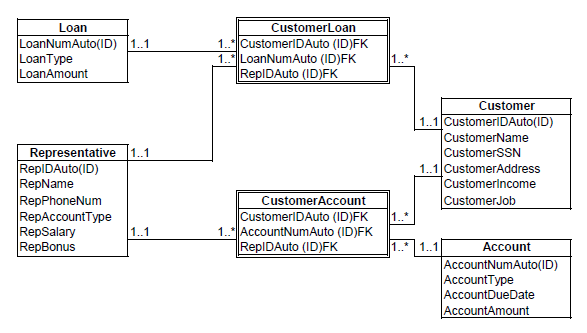 Loan
LoanNumAuto(ID)
LoanType
LoanAmount
1..1
1..*
1..*
CustomerLoan
CustomerIDAuto (ID)FK
LoanNumAuto (ID)FK
RepIDAuto (ID)FK
1..*
Customer
CustomerIDAuto(ID)
CustomerName
CustomerSSN
CustomerAddress
CustomerIncome
CustomerJob
1..1
1..1
Representative
RepIDAuto(ID)
RepName
RepPhoneNum
RepAccountType
RepSalary
RepBonus
1..1
1..1
1..*
CustomerAccount
CustomerIDAuto (ID)FK
AccountNumAuto (ID)FK
RepIDAuto (ID)FK
1..*
1..*
1..1
Account
AccountNumAuto(ID)
AccountType
AccountDueDate
AccountAmount